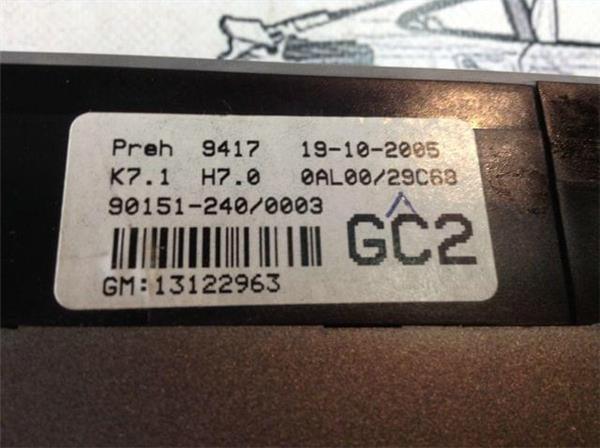 Preh 9417 19-10-2005
K7.1 H7.0 0AL00/29C68
90151-240/0003
GC2
GM:13122963